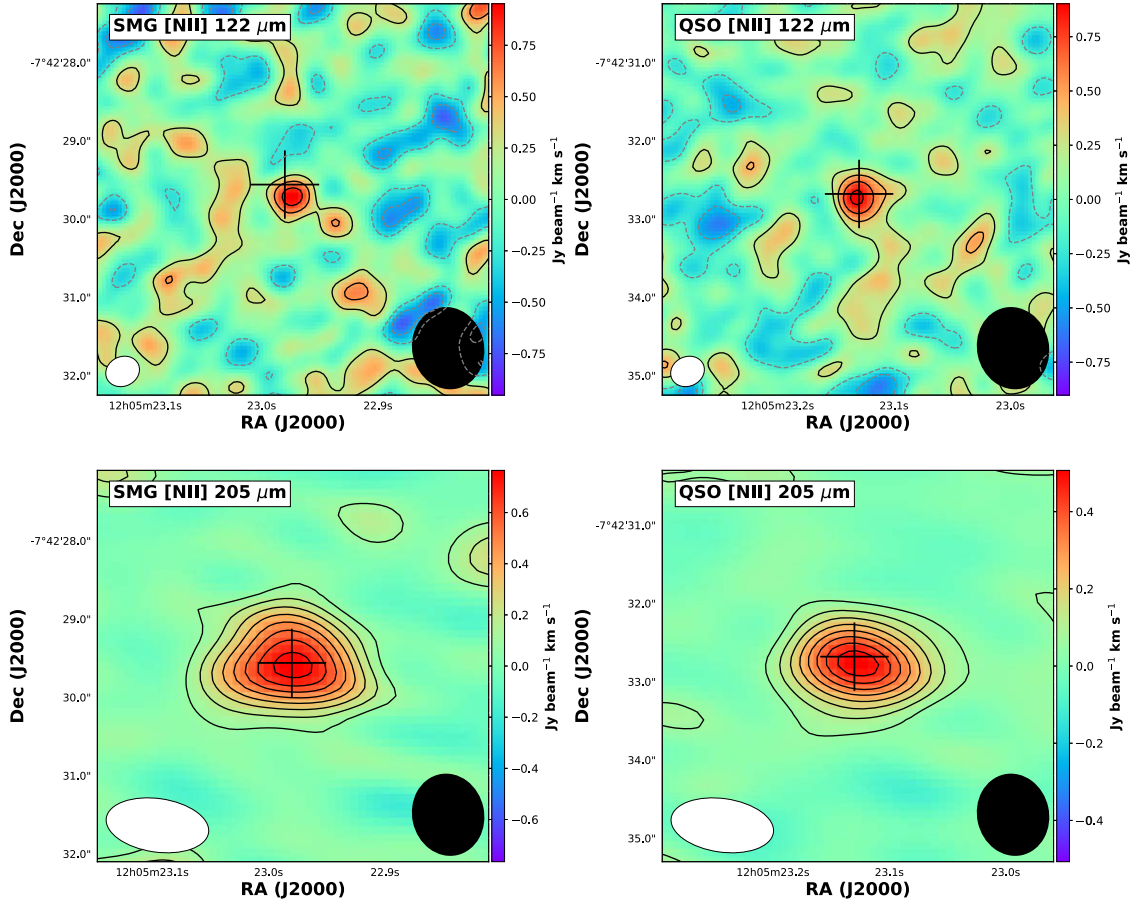 SMG [NII] 122 μm
-7°42'28.0"
29.0"
30.0"
31.0"
32.0"
Dec (J2000)
12h05m23.1s
23.0s
22.9s
RA (J2000)
0.75
0.50
0.25
0.00
−0.25
−0.50
−0.75
Jy beam⁻¹ km s⁻¹
QSO [NII] 122 μm
-7°42'31.0"
32.0"
33.0"
34.0"
35.0"
Dec (J2000)
12h05m23.2s
23.1s
23.0s
RA (J2000)
0.75
0.50
0.25
0.00
−0.25
−0.50
−0.75
Jy beam⁻¹ km s⁻¹
SMG [NII] 205 μm
-7°42'28.0"
29.0"
30.0"
31.0"
32.0"
Dec (J2000)
12h05m23.1s
23.0s
22.9s
RA (J2000)
0.6
0.4
0.2
0.0
−0.2
−0.4
−0.6
Jy beam⁻¹ km s⁻¹
QSO [NII] 205 μm
-7°42'31.0"
32.0"
33.0"
34.0"
35.0"
Dec (J2000)
12h05m23.2s
23.1s
23.0s
RA (J2000)
0.4
0.2
0.0
−0.2
−0.4
Jy beam⁻¹ km s⁻¹